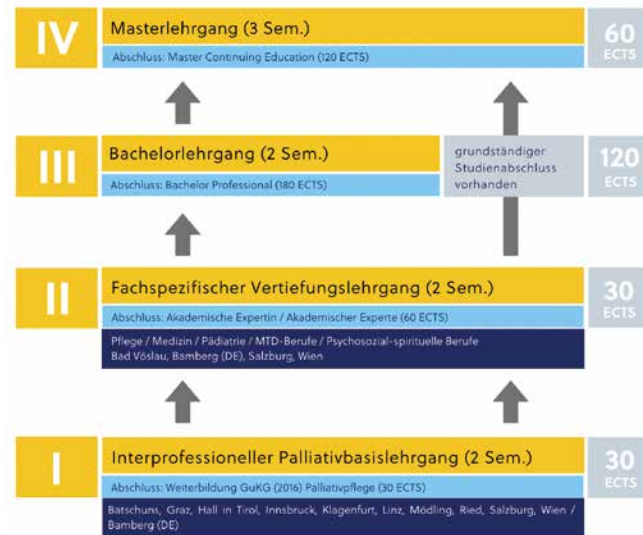 IV
Masterlehrgang (3 Sem.)
Abschluss: Master Continuing Education (120 ECTS)
60
ECTS
III
Bachelorlehrgang (2 Sem.)
Abschluss: Bachelor Professional (180 ECTS)
grundständiger
Studienabschluss
vorhanden
120
ECTS
II
Fachspezifischer Vertiefungslehrgang (2 Sem.)
Abschluss: Akademische Expertin / Akademischer Experte (60 ECTS)
Pflege / Medizin / Pädiatrie / MTD-Berufe / Psychosozial-spirituelle Berufe
Bad Vöslau, Bamberg (DE), Salzburg, Wien
30
ECTS
I
Interprofessioneller Palliativbasislehrgang (2 Sem.)
Abschluss: Weiterbildung GuKG (2016) Palliativpflege (30 ECTS)
Batschuns, Graz, Hall in Tirol, Innsbruck, Klagenfurt, Linz, Mödling, Ried, Salzburg, Wien /
Bamberg (DE)
30
ECTS